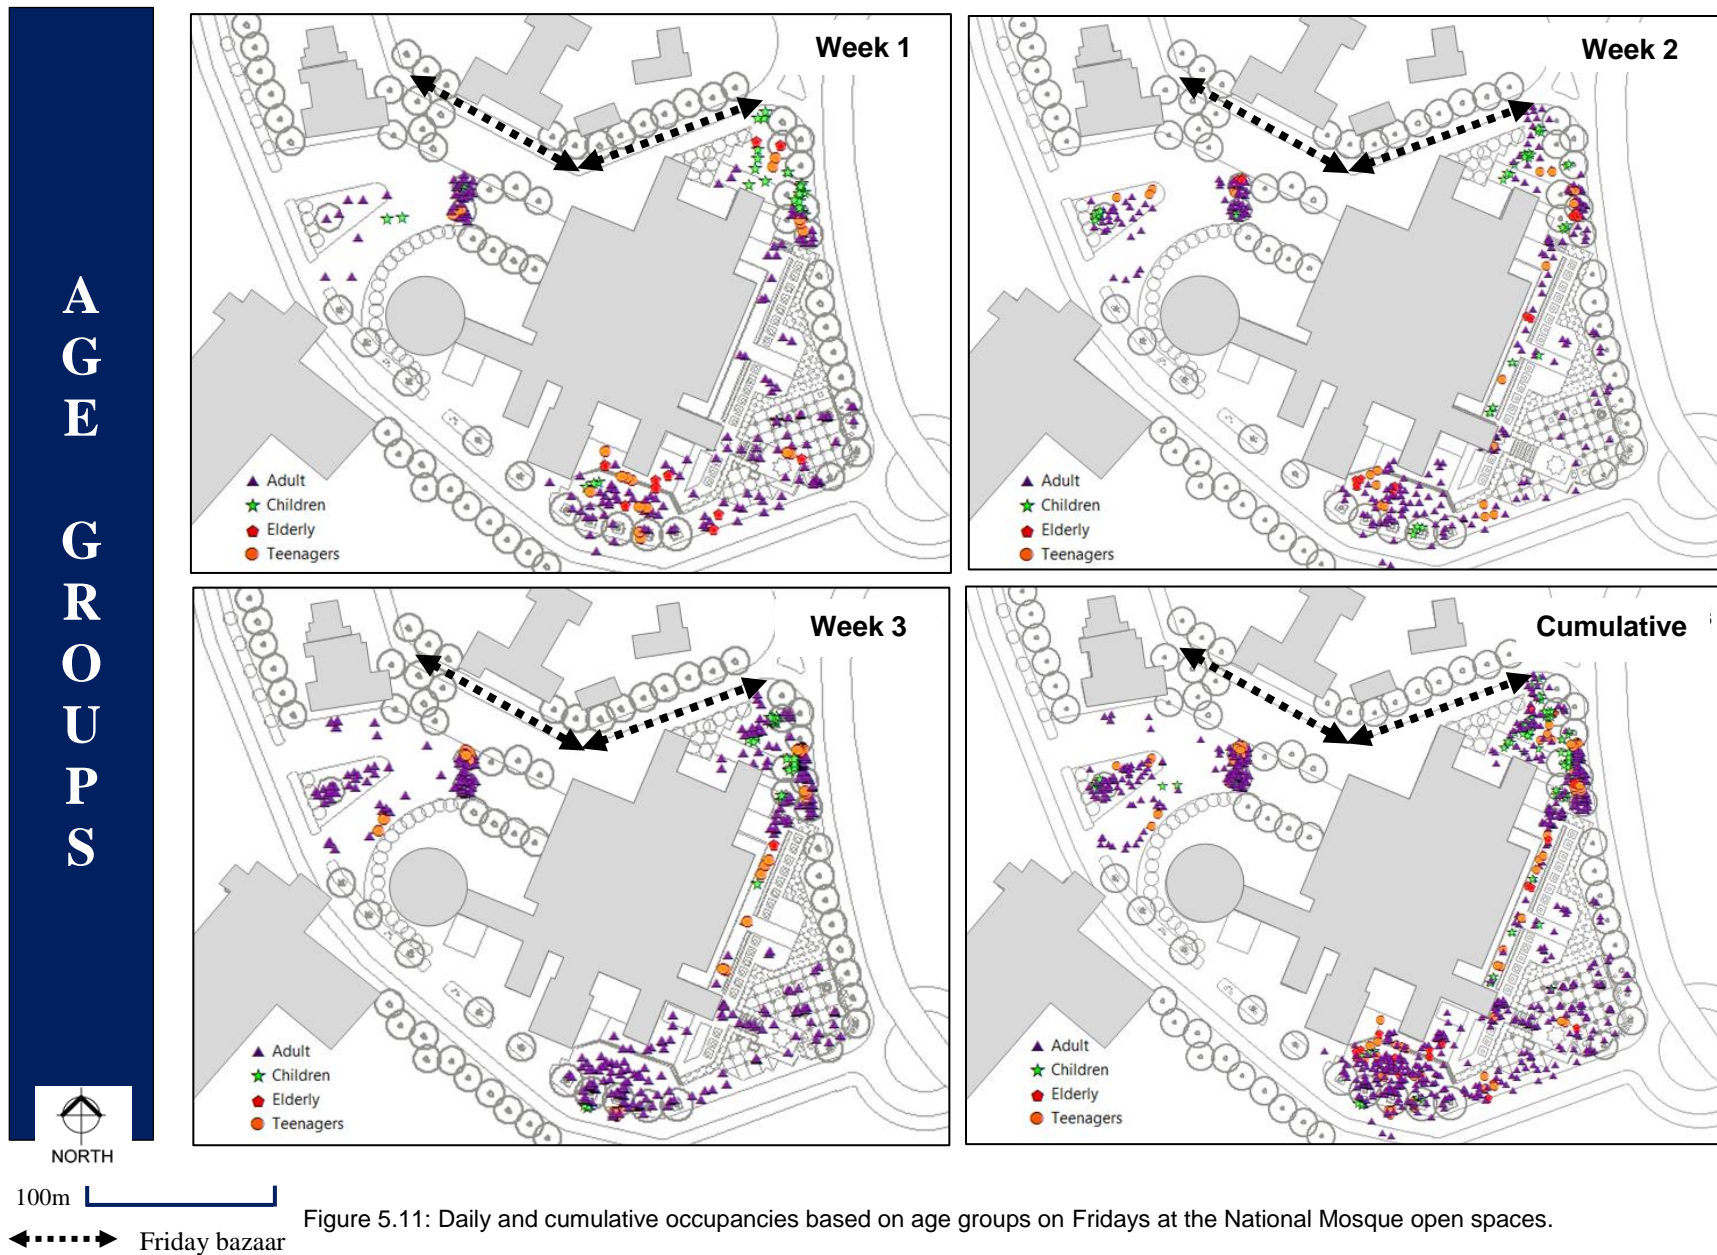 AGE GROUPS
Week 1
Adult
Children
Elderly
Teenagers
Week 2
Adult
Children
Elderly
Teenagers
Week 3
Adult
Children
Elderly
Teenagers
Cumulative
Adult
Children
Elderly
Teenagers
NORTH
100m
Friday bazaar
Figure 5.11: Daily and cumulative occupancies based on age groups on Fridays at the National Mosque open spaces.